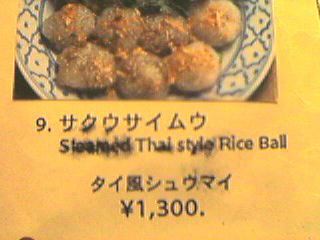 9. サクウサイムウ
Steamed Thai style Rice Ball
タイ風シュウマイ
¥1,300.